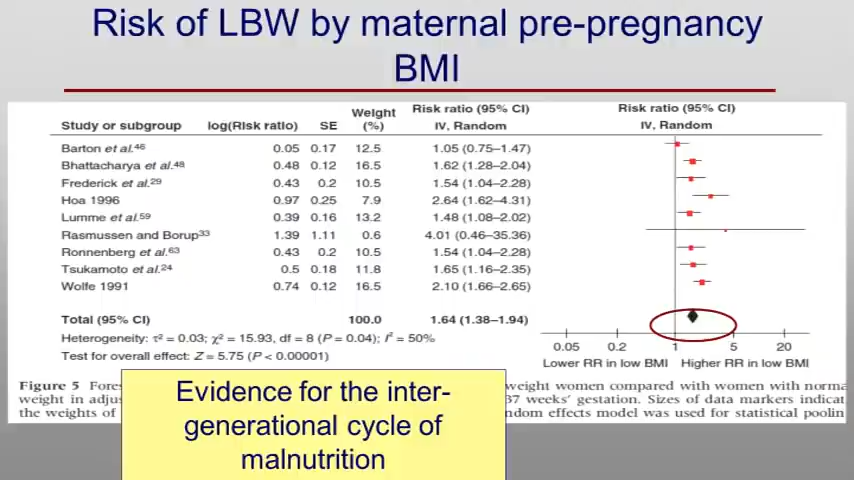 Risk of LBW by maternal pre-pregnancy
BMI
Weight Risk ratio (95% CI) Risk ratio (95% CI)
Study or subgroup log(Risk ratio) SE (%) IV, Random IV, Random
Barton et al.46 0.05 0.17 12.5 1.05 (0.75–1.47)
Bhattacharya et al.48 0.48 0.12 16.5 1.62 (1.28–2.04)
Frederick et al.29 0.43 0.2 10.5 1.54 (1.04–2.28)
Hoa 1996 0.97 0.25 7.9 2.64 (1.62–4.31)
Lumme et al.59 0.39 0.16 13.2 1.48 (1.08–2.02)
Rasmussen and Borup33 1.39 1.11 0.6 4.01 (0.46–35.36)
Ronnenberg et al.63 0.43 0.2 10.5 1.54 (1.04–2.28)
Tsukamoto et al.24 0.5 0.18 11.8 1.65 (1.16–2.35)
Wolfe 1991 0.74 0.12 16.5 2.10 (1.66–2.65)
Total (95% CI) 100.0 1.64 (1.38–1.94)
Heterogeneity: τ² = 0.03; χ² = 15.93, df = 8 (P = 0.04); I² = 50%
Test for overall effect: Z = 5.75 (P < 0.00001)
0.05 0.2 1 5 20
Lower RR in low BMI Higher RR in low BMI
Figure 5 Fores weight women compared with women with norma
weight in adjus 37 weeks' gestation. Sizes of data markers indicat
the weights of ndom effects model was used for statistical poolin
Evidence for the inter-
generational cycle of
malnutrition